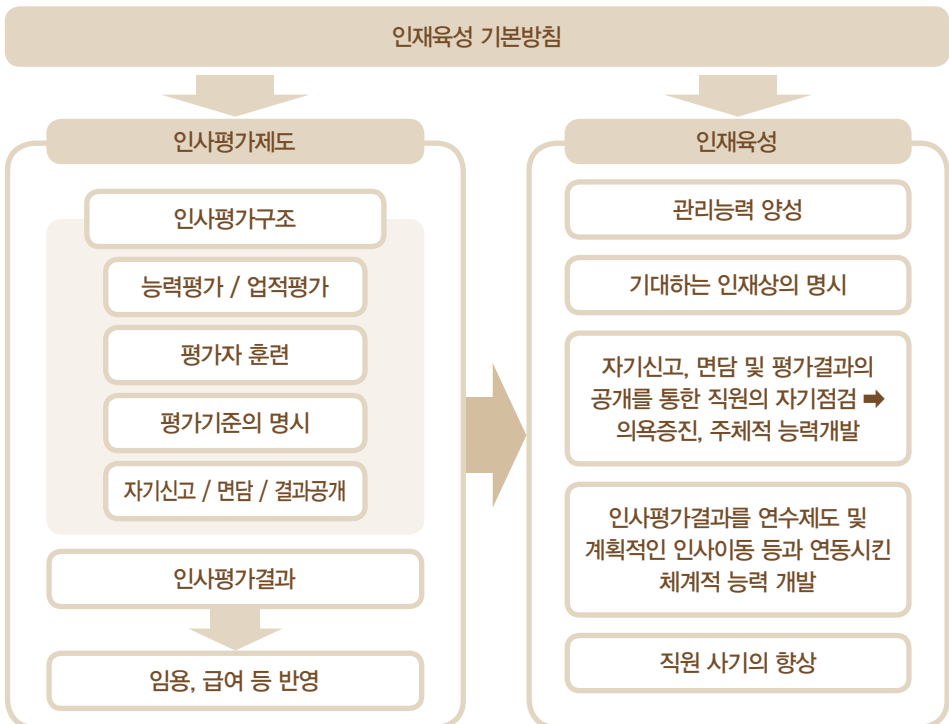 인재육성 기본방침
인사평가제도
인사평가구조
능력평가 / 업적평가
평가자 훈련
평가기준의 명시
자기신고 / 면담 / 결과공개
인사평가결과
임용, 급여 등 반영
인재육성
관리능력 양성
기대하는 인재상의 명시
자기신고, 면담 및 평가결과의
공개를 통한 직원의 자기점검 ➡
의욕증진, 주체적 능력개발
인사평가결과를 연수제도 및
계획적인 인사이동 등과 연동시킨
체계적 능력 개발
직원 사기의 향상